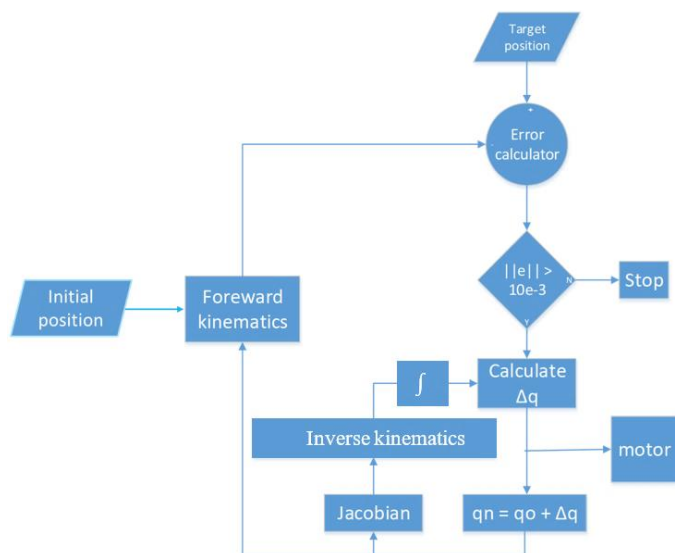 Target
position
+
Error
calculator
-
||e|| >
10e-3
N
Stop
Y
Initial
position
Foreward
kinematics
∫
Calculate
Δq
Inverse kinematics
motor
Jacobian
qn = qo + Δq